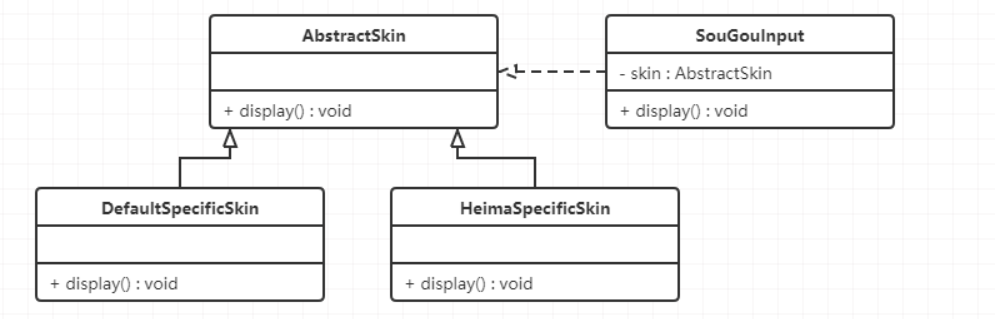 AbstractSkin
+ display() : void
SouGouInput
- skin : AbstractSkin
+ display() : void
DefaultSpecificSkin
+ display() : void
HeimaSpecificSkin
+ display() : void